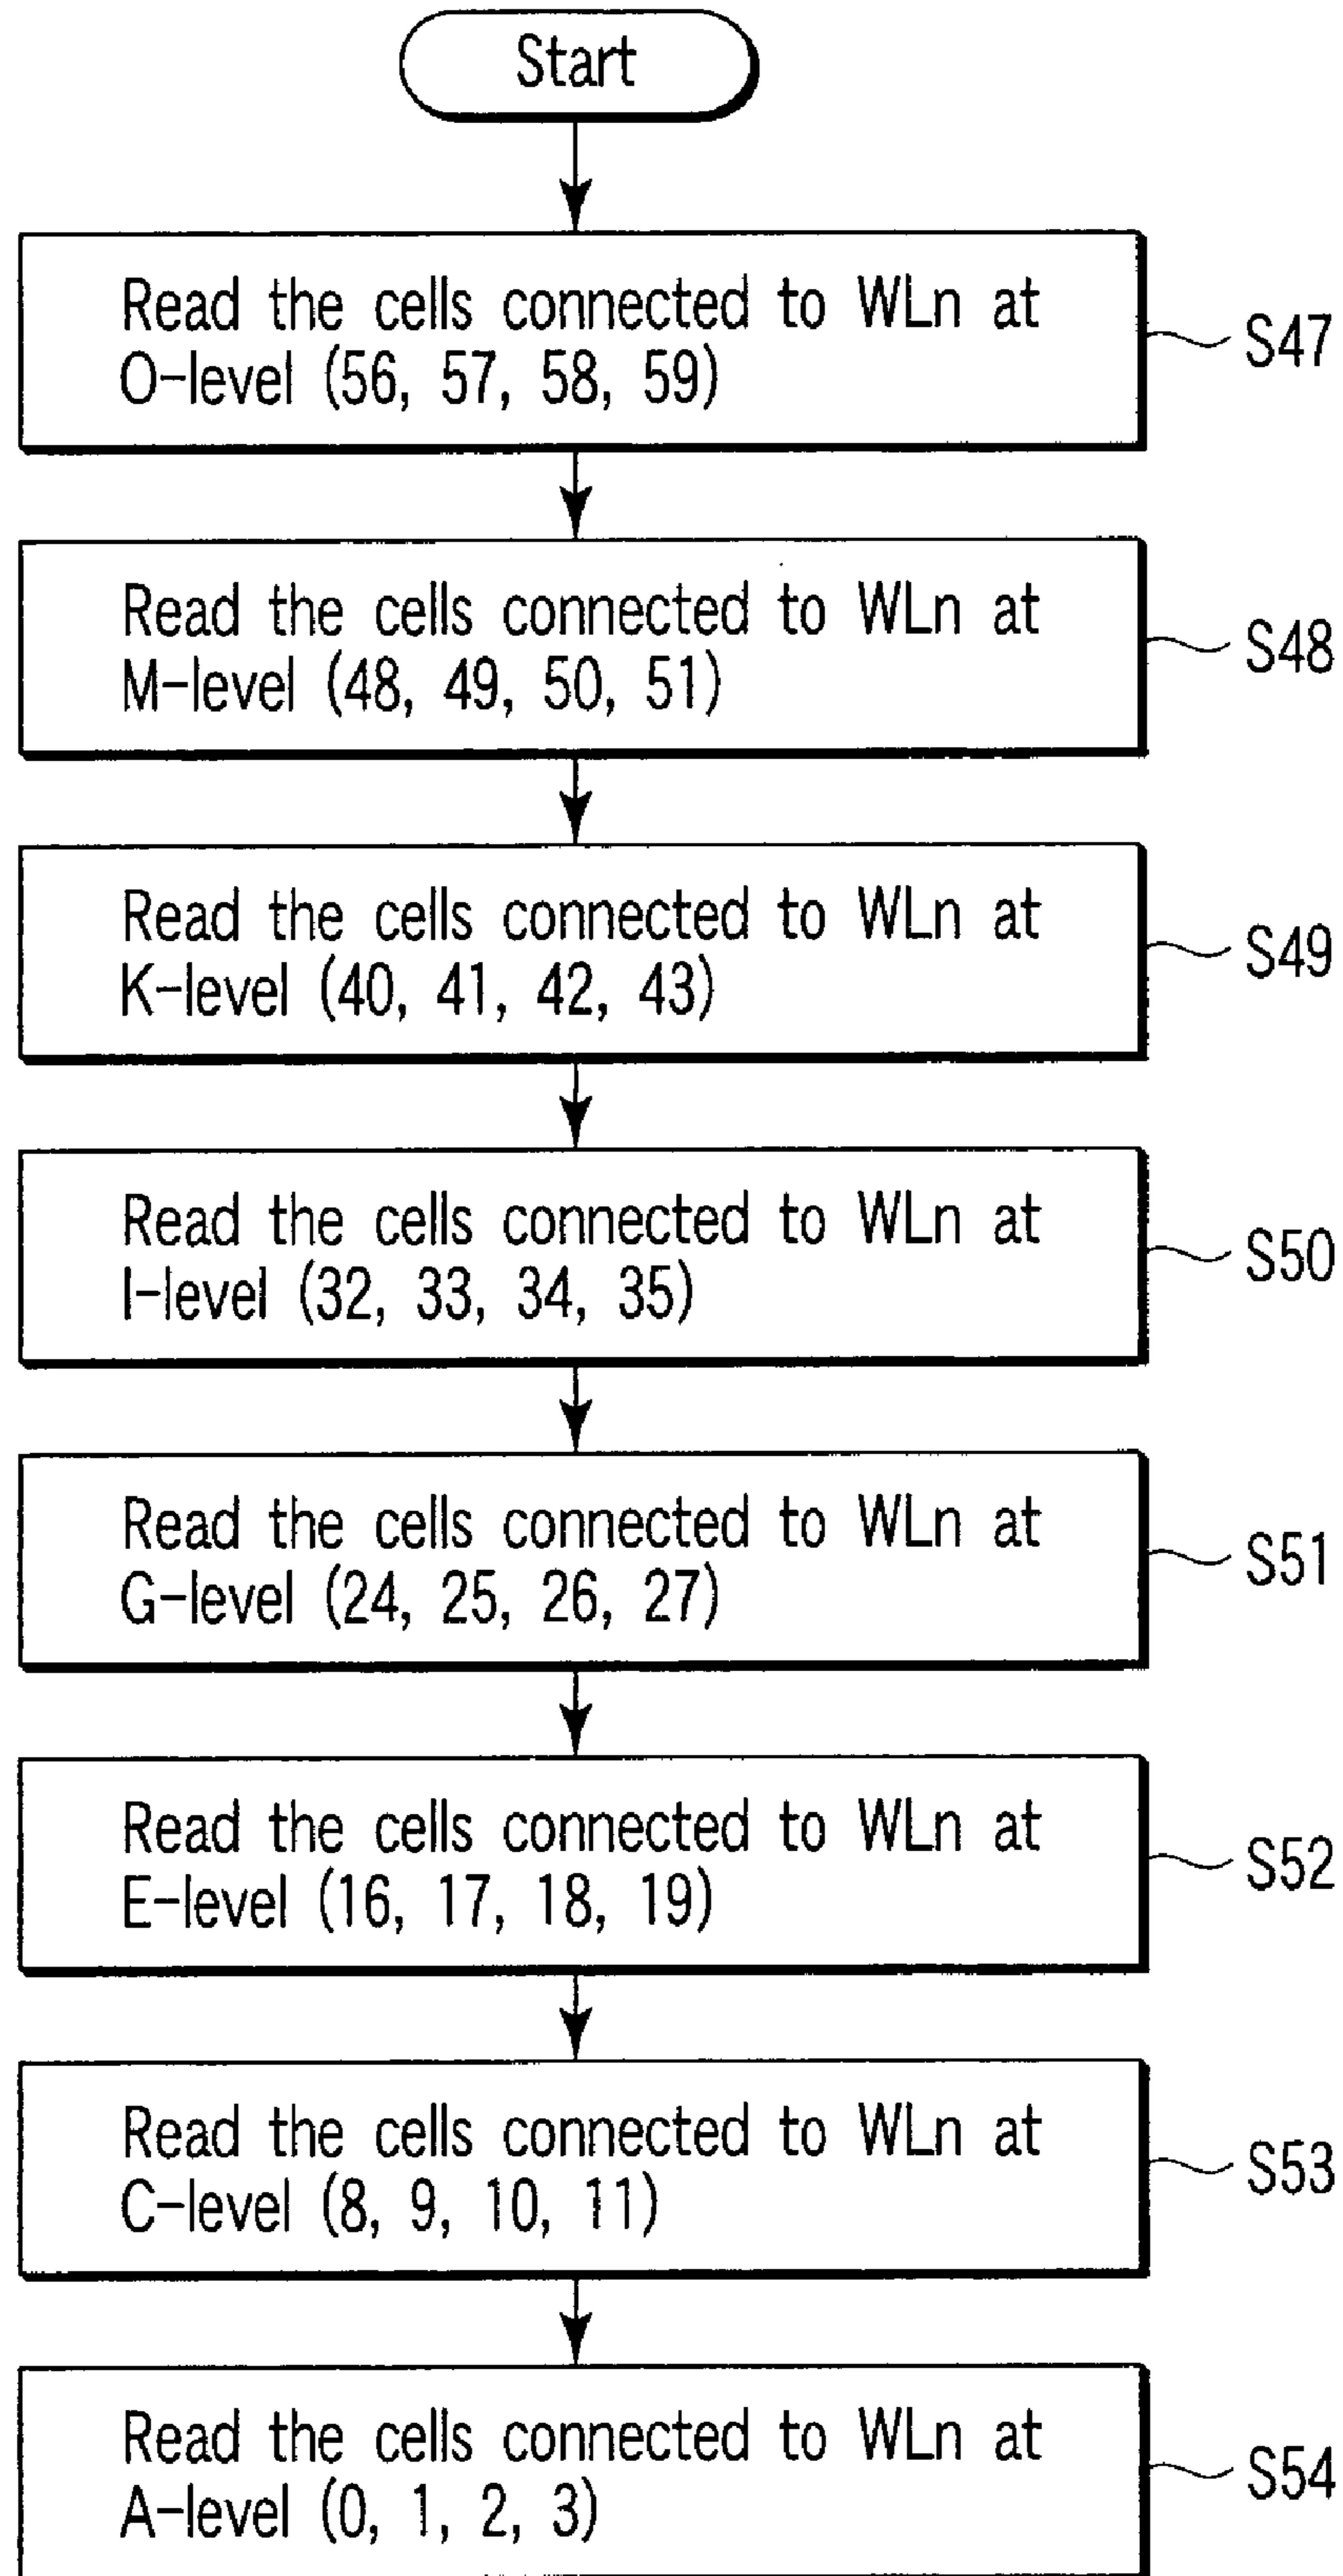 Start
Read the cells connected to WLn at
O-level (56, 57, 58, 59)
S47
Read the cells connected to WLn at
M-level (48, 49, 50, 51)
S48
Read the cells connected to WLn at
K-level (40, 41, 42, 43)
S49
Read the cells connected to WLn at
I-level (32, 33, 34, 35)
S50
Read the cells connected to WLn at
G-level (24, 25, 26, 27)
S51
Read the cells connected to WLn at
E-level (16, 17, 18, 19)
S52
Read the cells connected to WLn at
C-level (8, 9, 10, 11)
S53
Read the cells connected to WLn at
A-level (0, 1, 2, 3)
S54